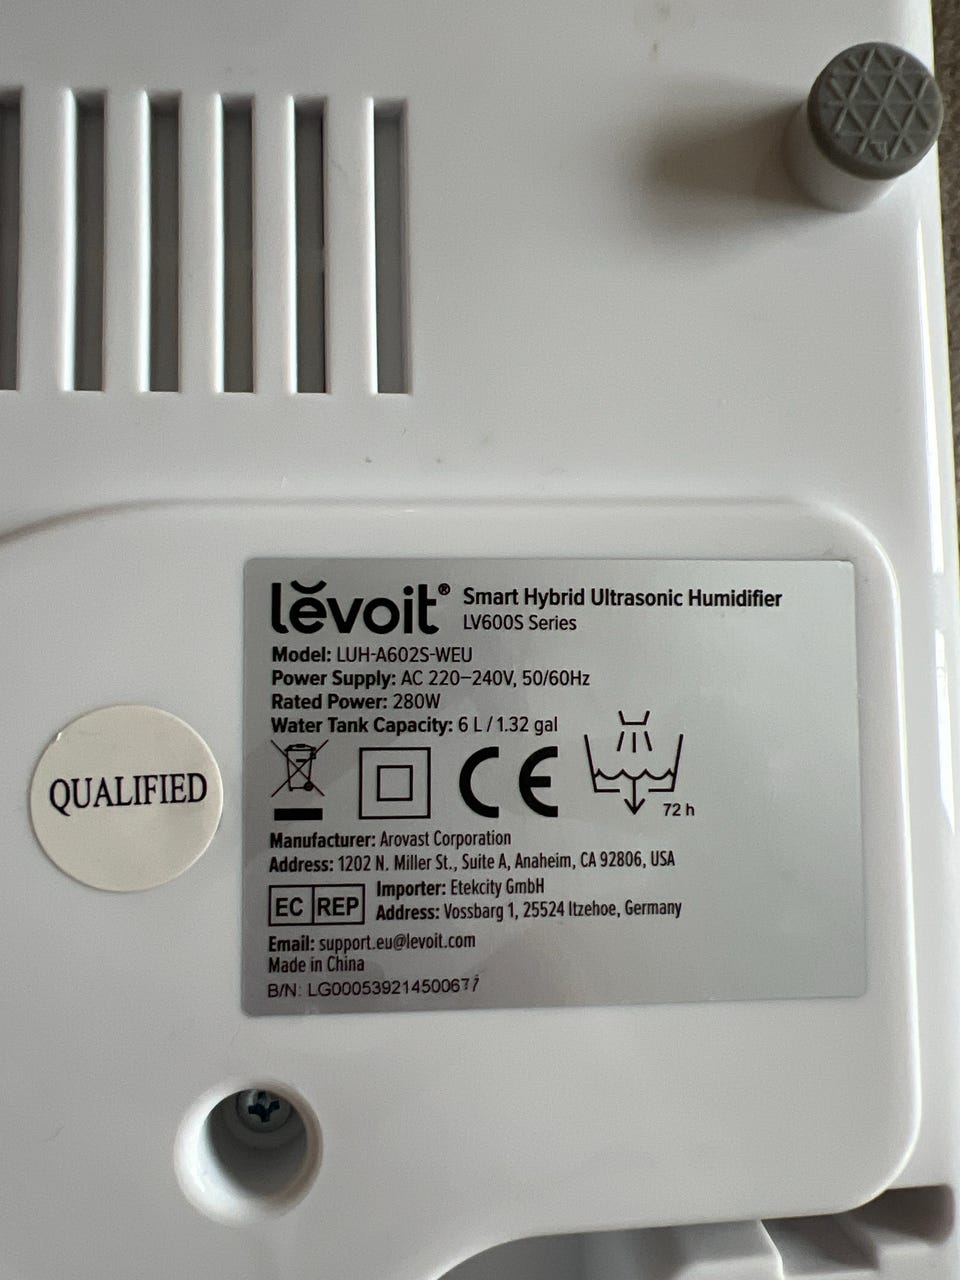 lĕvoit® Smart Hybrid Ultrasonic Humidifier
LV600S Series
Model: LUH-A602S-WEU
Power Supply: AC 220–240V, 50/60Hz
Rated Power: 280W
Water Tank Capacity: 6 L / 1.32 gal
CE
72 h
QUALIFIED
Manufacturer: Arovast Corporation
Address: 1202 N. Miller St., Suite A, Anaheim, CA 92806, USA
EC REP
Importer: Etekcity GmbH
Address: Vossbarg 1, 25524 Itzehoe, Germany
Email: support.eu@levoit.com
Made in China
B/N: LG000539214500677